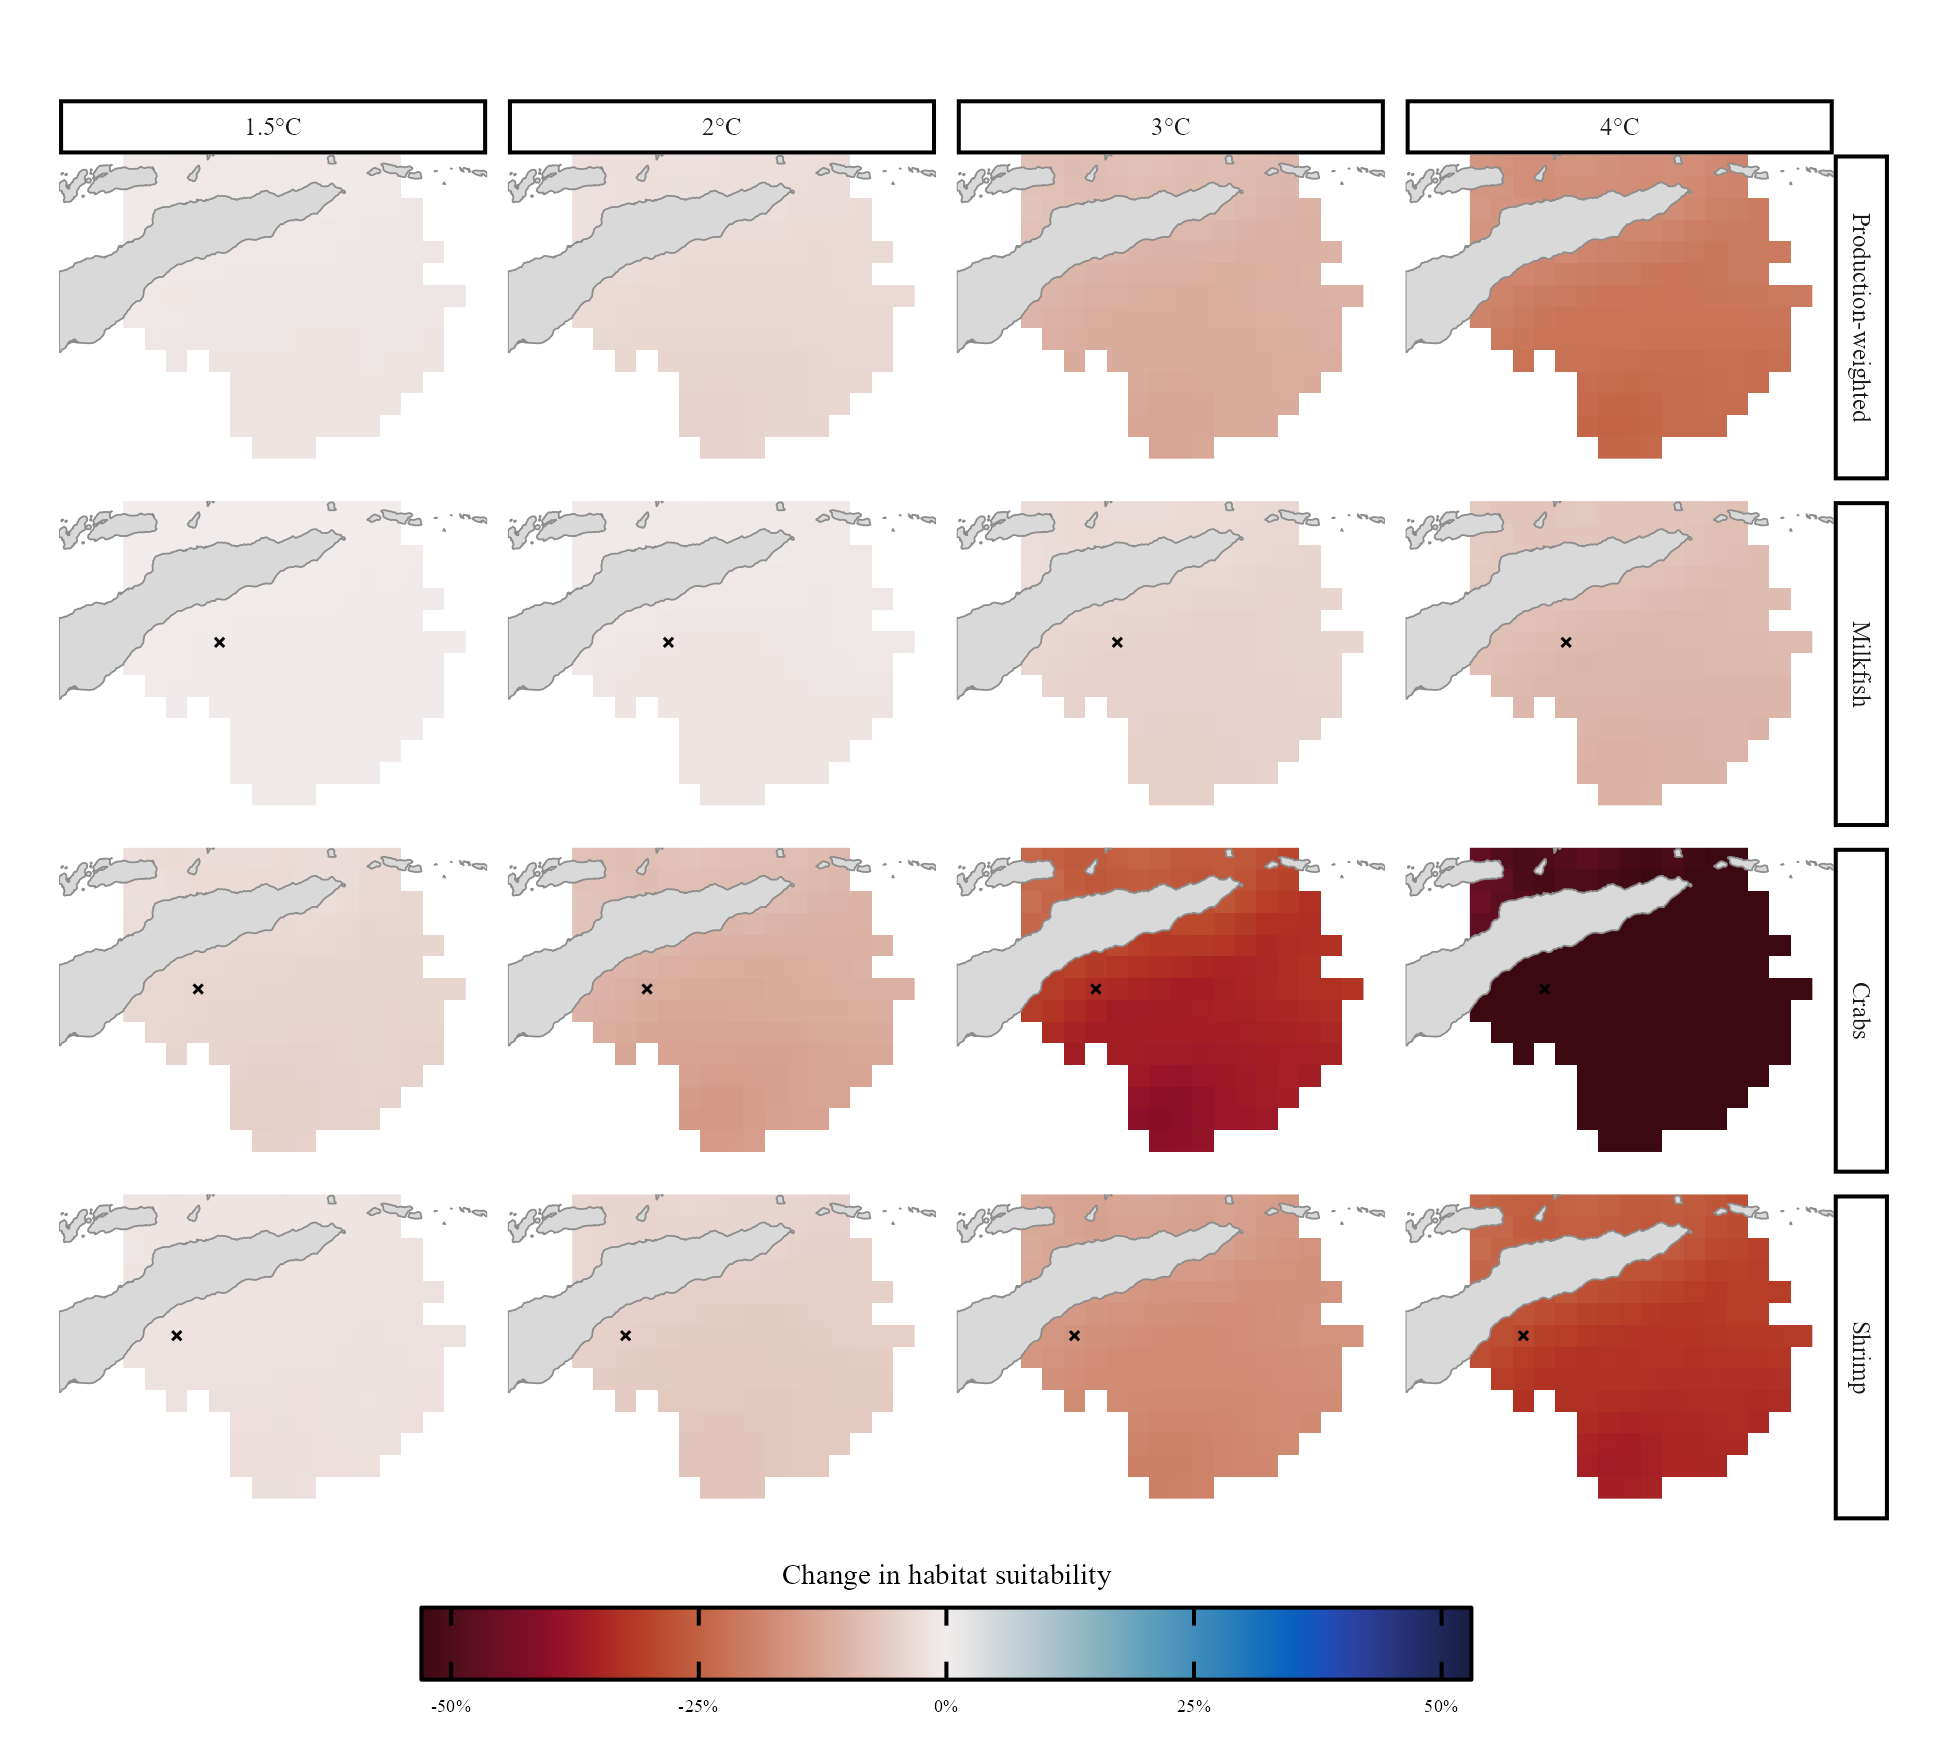 1.5°C
2°C
3°C
4°C
Production-weighted
Milkfish
Crabs
Shrimp
Change in habitat suitability
-50%
-25%
0%
25%
50%